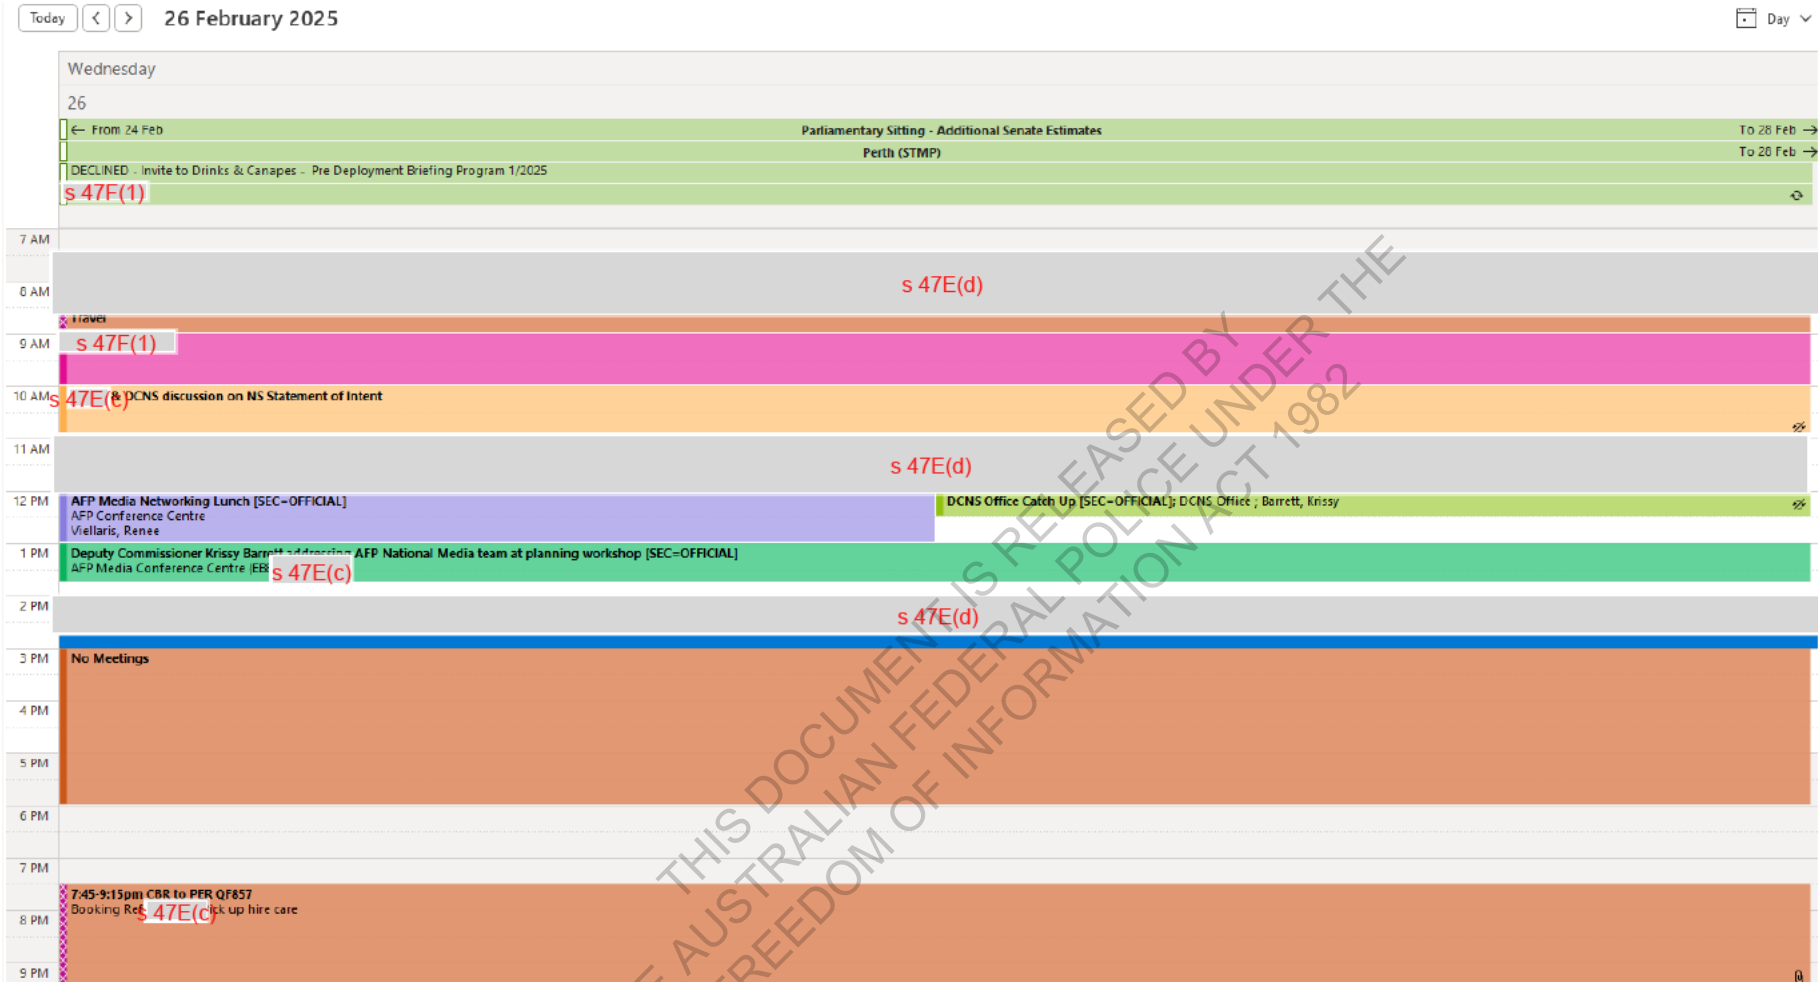 Today < > 26 February 2025 Day
Wednesday
26
← From 24 Feb Parliamentary Sitting - Additional Senate Estimates To 28 Feb →
Perth (STMP) To 28 Feb →
DECLINED - Invite to Drinks & Canapes - Pre Deployment Briefing Program 1/2025
s 47F(1)
7 AM
s 47E(d)
8 AM
Travel
9 AM s 47F(1)
10 AM s 47E(c) & DCNS discussion on NS Statement of Intent
11 AM
s 47E(d)
12 PM AFP Media Networking Lunch [SEC=OFFICIAL] DCNS Office Catch Up [SEC=OFFICIAL]; DCNS Office ; Barrett, Krissy
AFP Conference Centre
Viellaris, Renee
1 PM Deputy Commissioner Krissy Barrett addressing AFP National Media team at planning workshop [SEC=OFFICIAL]
AFP Media Conference Centre s 47E(c)
2 PM
s 47E(d)
3 PM No Meetings
4 PM
5 PM
6 PM
7 PM
7:45-9:15pm CBR to PER QF857
Booking s 47E(c) up hire care
8 PM
9 PM
THIS DOCUMENT IS RELEASED BY
AUSTRALIAN FEDERAL POLICE UNDER THE
FREEDOM OF INFORMATION ACT 1982